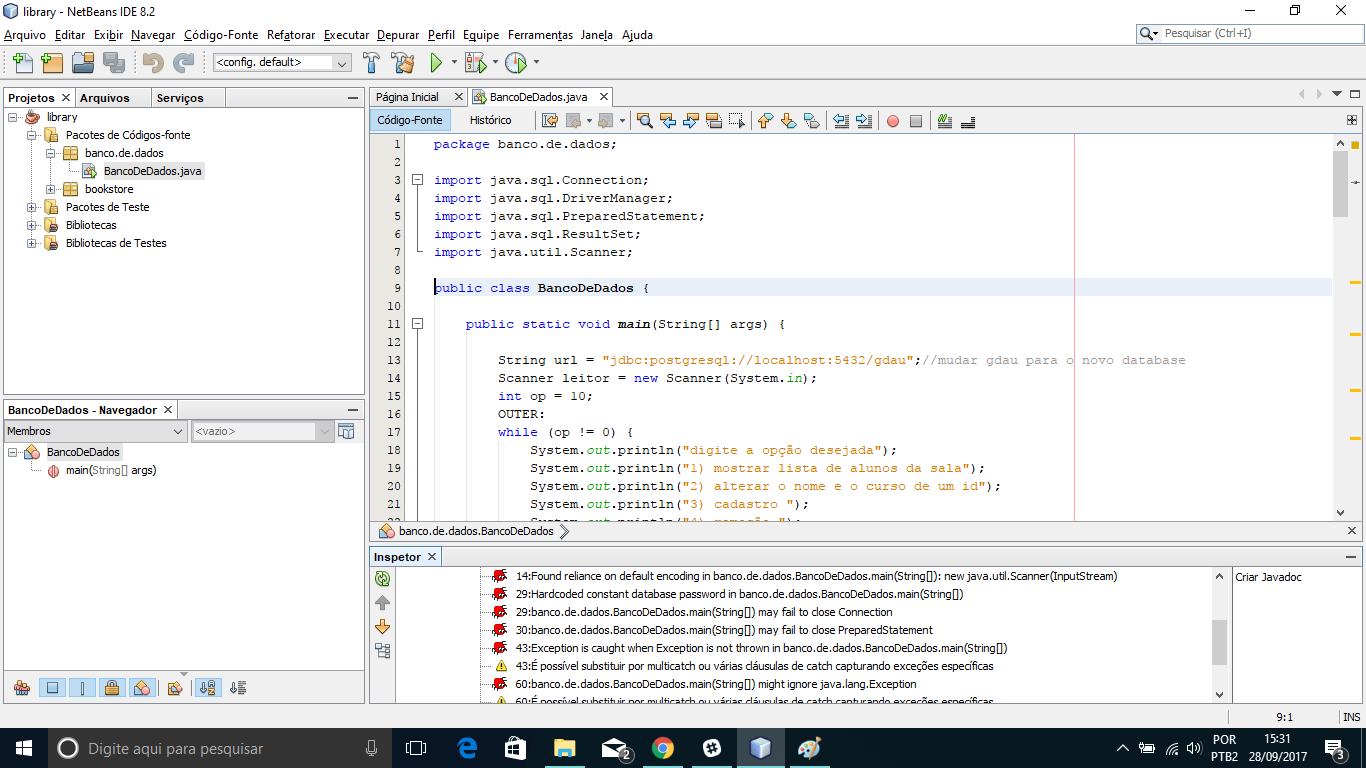 library - NetBeans IDE 8.2
Arquivo Editar Exibir Navegar Código-Fonte Refatorar Executar Depurar Perfil Equipe Ferramentas Janela Ajuda
Pesquisar (Ctrl+I)
<config. default>
Projetos Arquivos Serviços
library
Pacotes de Códigos-fonte
banco.de.dados
BancoDeDados.java
bookstore
Pacotes de Teste
Bibliotecas
Bibliotecas de Testes
BancoDeDados - Navegador
Membros <vazio>
BancoDeDados
main(String[] args)
Página Inicial BancoDeDados.java
Código-Fonte Histórico
1 package banco.de.dados;
2
3 import java.sql.Connection;
4 import java.sql.DriverManager;
5 import java.sql.PreparedStatement;
6 import java.sql.ResultSet;
7 import java.util.Scanner;
8
9 public class BancoDeDados {
10
11 public static void main(String[] args) {
12
13 String url = "jdbc:postgresql://localhost:5432/gdau";//mudar gdau para o novo database
14 Scanner leitor = new Scanner(System.in);
15 int op = 10;
16 OUTER:
17 while (op != 0) {
18 System.out.println("digite a opção desejada");
19 System.out.println("1) mostrar lista de alunos da sala");
20 System.out.println("2) alterar o nome e o curso de um id");
21 System.out.println("3) cadastro ");
22 System.out.println("4) remoção ");
banco.de.dados.BancoDeDados
Inspetor
14:Found reliance on default encoding in banco.de.dados.BancoDeDados.main(String[]): new java.util.Scanner(InputStream)
29:Hardcoded constant database password in banco.de.dados.BancoDeDados.main(String[])
29:banco.de.dados.BancoDeDados.main(String[]) may fail to close Connection
30:banco.de.dados.BancoDeDados.main(String[]) may fail to close PreparedStatement
43:Exception is caught when Exception is not thrown in banco.de.dados.BancoDeDados.main(String[])
43:É possível substituir por multicatch ou várias cláusulas de catch capturando exceções específicas
60:banco.de.dados.BancoDeDados.main(String[]) might ignore java.lang.Exception
60:É possível substituir por multicatch ou várias cláusulas de catch capturando exceções específicas
Criar Javadoc
9:1 INS
Digite aqui para pesquisar
2
POR
PTB2
15:31
28/09/2017
3